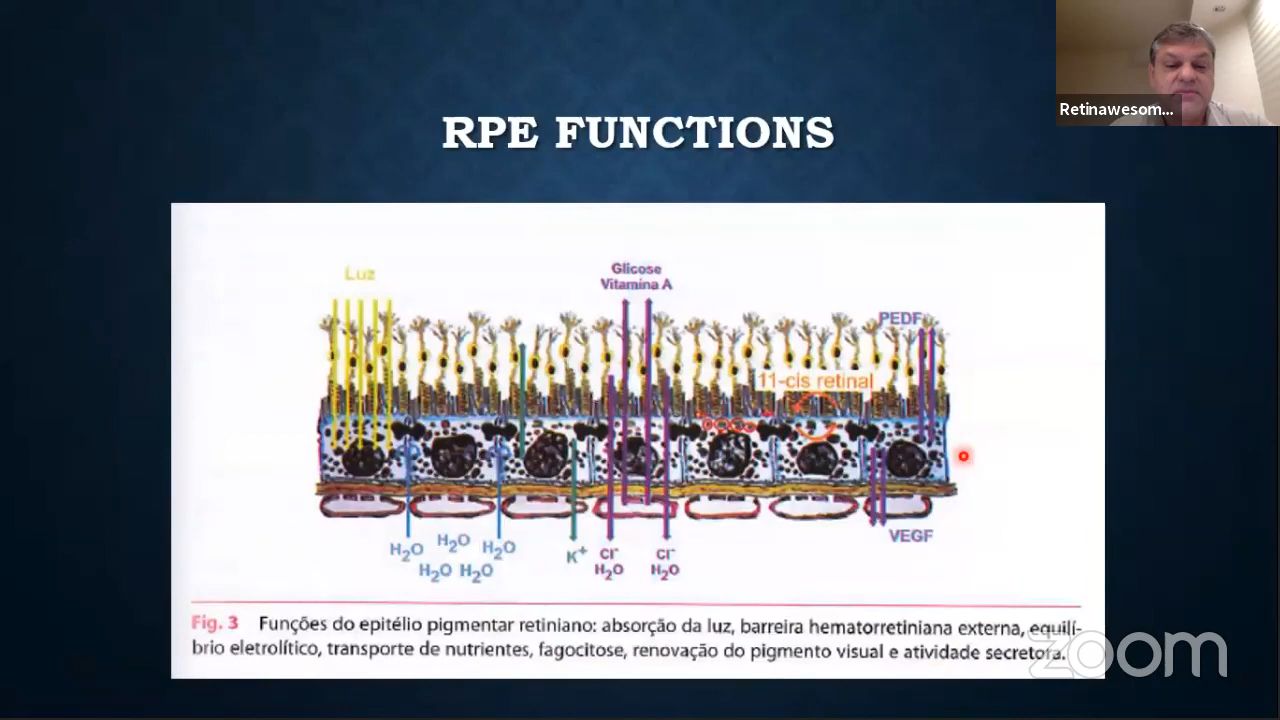 Retinawesom...
RPE FUNCTIONS
Luz
Glicose
Vitamina A
PEDF
11-cis retinal
H₂O
H₂O
H₂O
H₂O
H₂O
K⁺
Cl⁻
H₂O
Cl⁻
H₂O
VEGF
Fig. 3 Funções do epitélio pigmentar retiniano: absorção da luz, barreira hematorretiniana externa, equilí-
brio eletrolítico, transporte de nutrientes, fagocitose, renovação do pigmento visual e atividade secretora.
zoom